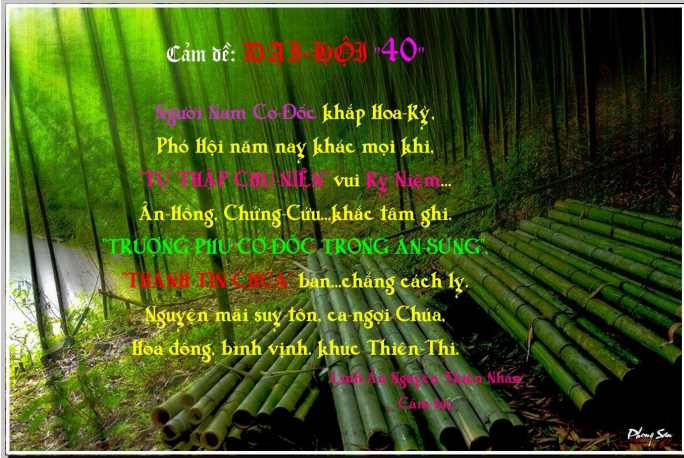 Cảm đề: ĐẠI-HỘI "40"
Người Nam Cơ-Đốc khắp Hoa-Kỳ,
Phó Hội năm nay khác mọi khi,
"TỨ THẬP CHU-NIÊN" vui Kỷ-Niệm...
Ân-Hồng, Chứng-Cứu...khắc tâm ghi.
"TRƯỢNG-PHU CƠ-ĐỐC TRONG ÂN-SỦNG",
"THÀNH-TÍN-CHÚA" ban...chẳng cách ly.
Nguyện mãi suy tôn, ca-ngợi Chúa,
Họa đồng, bình vịnh, khúc Thiên-Thi.
Linh Ân Nguyễn Thiện Nhân
Cảm tác
Phong Sơn